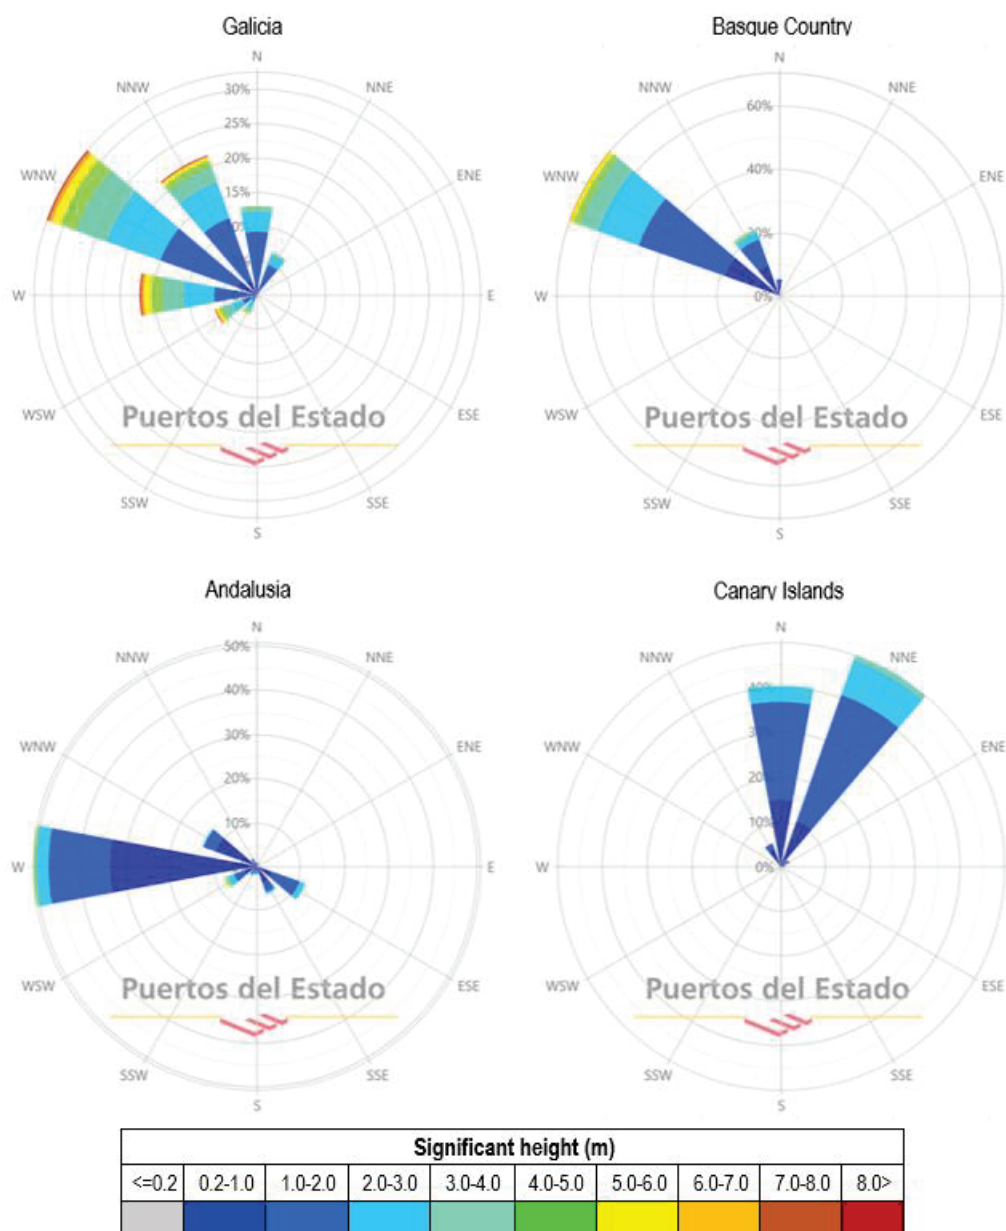 Galicia
N
30%
NNW
NNE
25%
20%
WNW
ENE
15%
W
E
WSW
ESE
Puertos del Estado
SSW
SSE
S
Basque Country
N
60%
NNW
NNE
40%
WNW
ENE
20%
W
0%
E
WSW
ESE
Puertos del Estado
SSW
SSE
S
Andalusia
N
50%
NNW
NNE
40%
30%
WNW
ENE
20%
10%
W
E
WSW
ESE
Puertos del Estado
SSW
SSE
S
Canary Islands
N
NNW
NNE
40%
WNW
ENE
20%
10%
W
0%
E
WSW
ESE
Puertos del Estado
SSW
SSE
S
Significant height (m)
<=0.2 0.2-1.0 1.0-2.0 2.0-3.0 3.0-4.0 4.0-5.0 5.0-6.0 6.0-7.0 7.0-8.0 8.0>